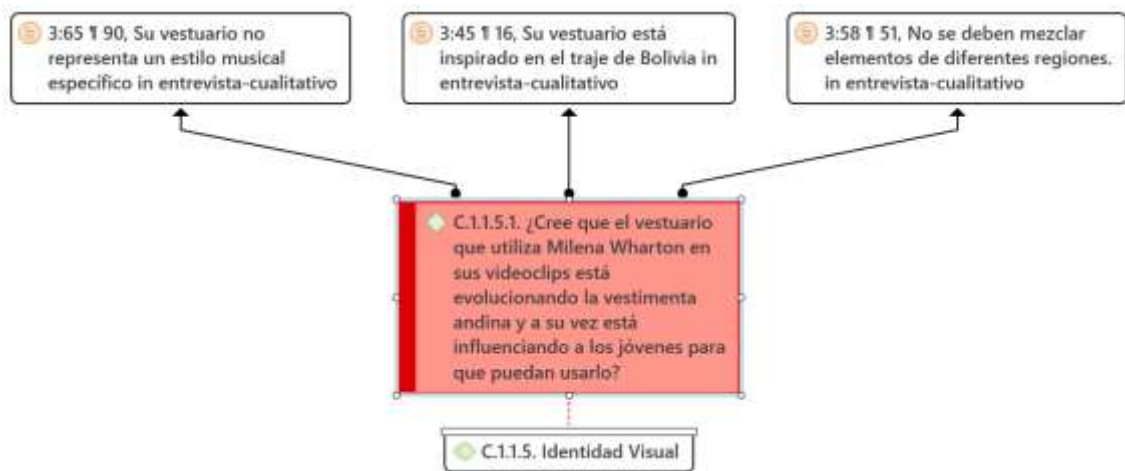 3:65 ¶ 90, Su vestuario no
representa un estilo musical
específico in entrevista-cualitativo
3:45 ¶ 16, Su vestuario está
inspirado en el traje de Bolivia in
entrevista-cualitativo
3:58 ¶ 51, No se deben mezclar
elementos de diferentes regiones.
in entrevista-cualitativo
C.1.1.5.1. ¿Cree que el vestuario
que utiliza Milena Wharton en
sus videoclips está
evolucionando la vestimenta
andina y a su vez está
influenciando a los jóvenes para
que puedan usarlo?
C.1.1.5. Identidad Visual